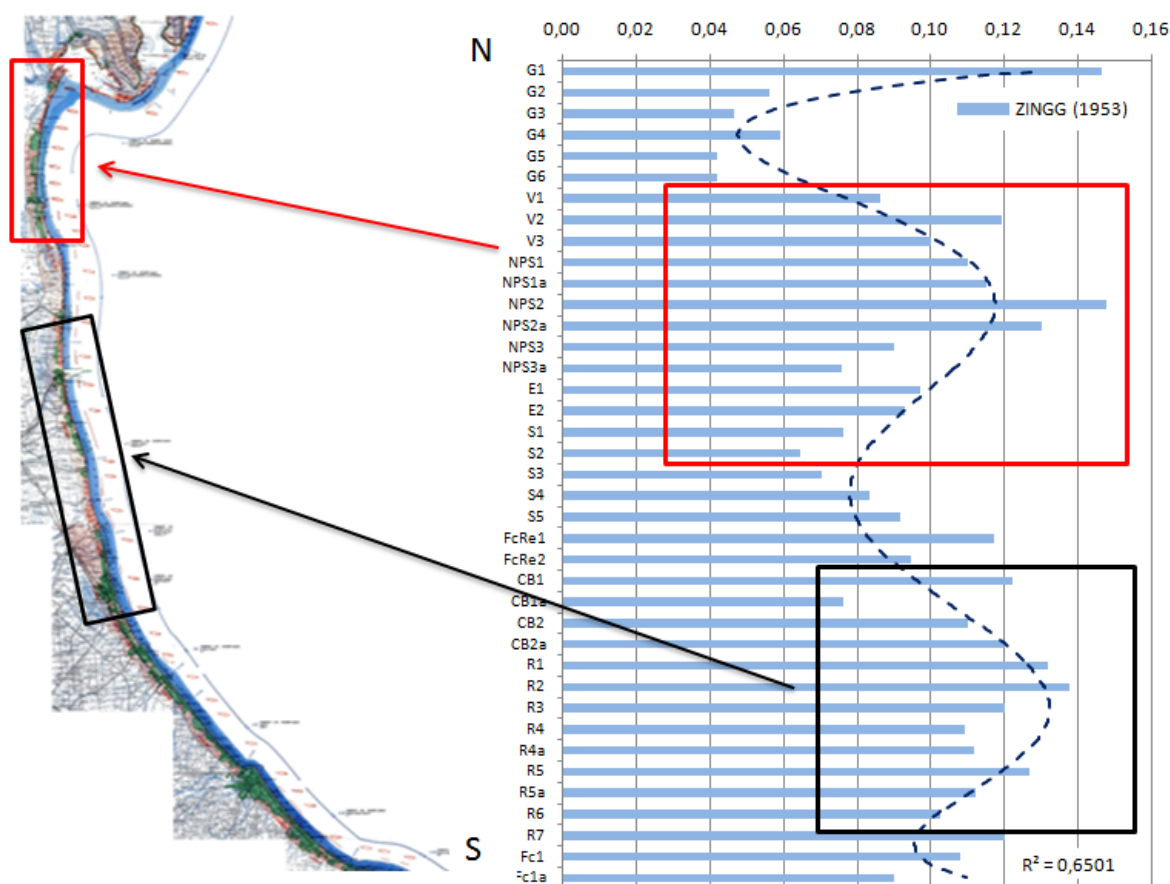 N
0,00 0,02 0,04 0,06 0,08 0,10 0,12 0,14 0,16
G1
G2
ZINGG (1953)
G3
G4
G5
G6
V1
V2
V3
NPS1
NPS1a
NPS2
NPS2a
NPS3
NPS3a
E1
E2
S1
S2
S3
S4
S5
FcRe1
FcRe2
CB1
CB1a
CB2
CB2a
R1
R2
R3
R4
R4a
R5
R5a
R6
R7
S
Fc1
R² = 0,6501
Fc1a